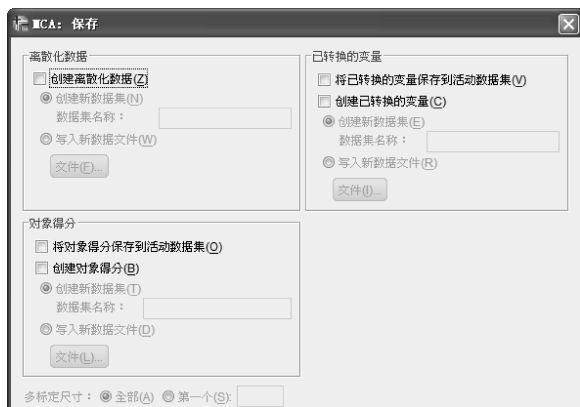 MCA：保存
离散化数据
创建离散化数据(Z)
创建新数据集(N)
数据集名称：
写入新数据文件(W)
文件(F)...
已转换的变量
将已转换的变量保存到活动数据集(V)
创建已转换的变量(C)
创建新数据集(E)
数据集名称：
写入新数据文件(R)
文件(I)...
对象得分
将对象得分保存到活动数据集(O)
创建对象得分(B)
创建新数据集(T)
数据集名称：
写入新数据文件(D)
文件(L)...
多标定尺寸： 全部(A) 第一个(S):